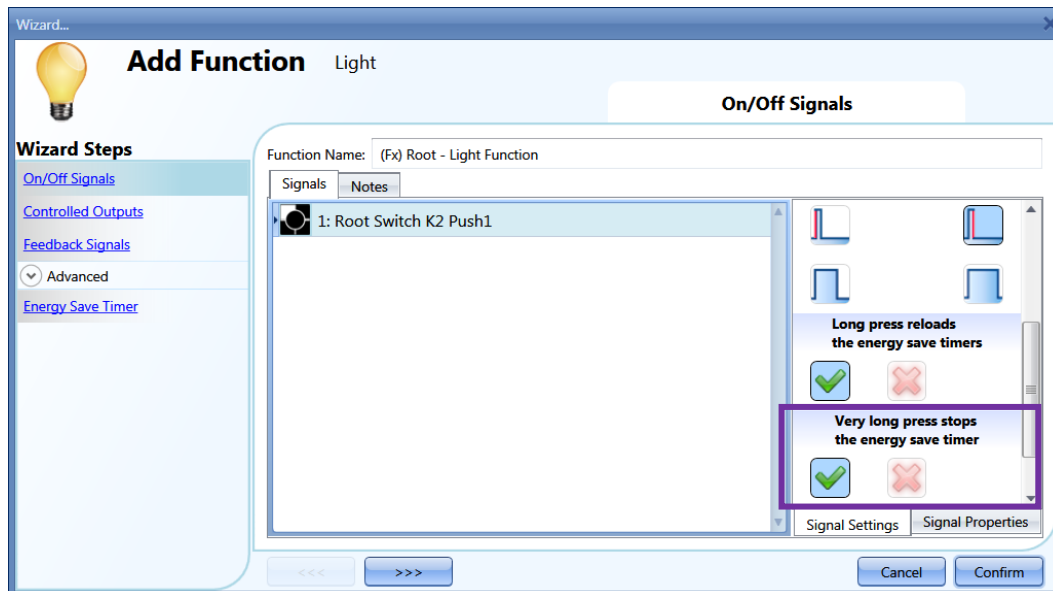 Wizard...
Add Function Light
On/Off Signals
Wizard Steps
On/Off Signals
Controlled Outputs
Feedback Signals
Advanced
Energy Save Timer
Function Name: (Fx) Root - Light Function
Signals Notes
1: Root Switch K2 Push1
Long press reloads
the energy save timers
Very long press stops
the energy save timer
Signal Settings Signal Properties
<<< >>> Cancel Confirm